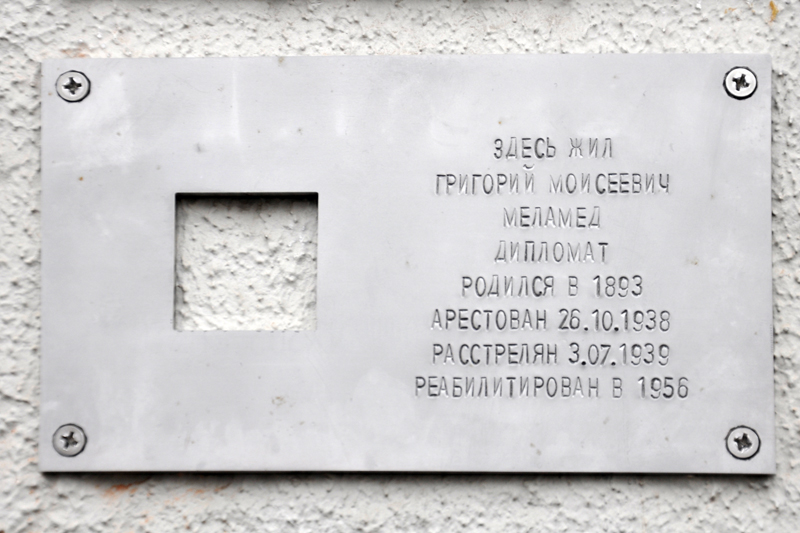 ЗДЕСЬ ЖИЛ
ГРИГОРИЙ МОИСЕЕВИЧ
МЕЛАМЕД
ДИПЛОМАТ
РОДИЛСЯ В 1893
АРЕСТОВАН 26.10.1938
РАССТРЕЛЯН 3.07.1939
РЕАБИЛИТИРОВАН В 1956